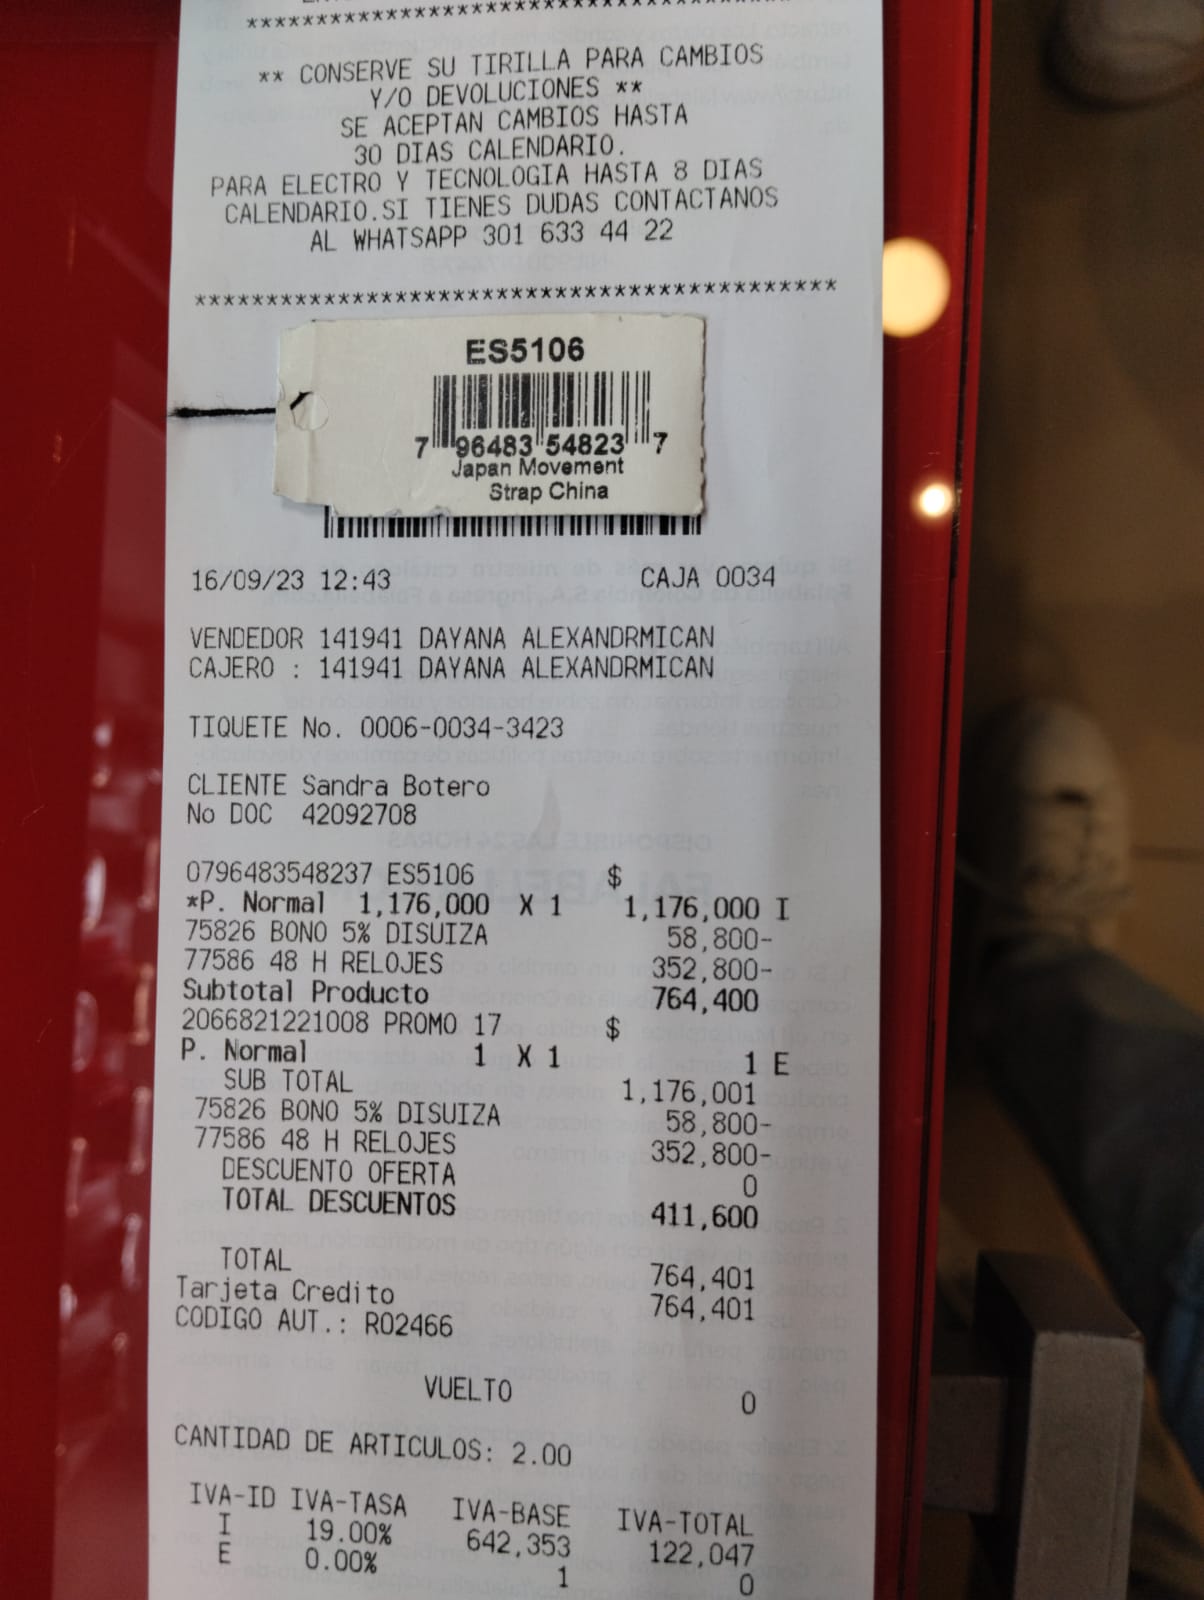 *****************************************
** CONSERVE SU TIRILLA PARA CAMBIOS
Y/O DEVOLUCIONES **
SE ACEPTAN CAMBIOS HASTA
30 DIAS CALENDARIO.
PARA ELECTRO Y TECNOLOGIA HASTA 8 DIAS
CALENDARIO.SI TIENES DUDAS CONTACTANOS
AL WHATSAPP 301 633 44 22
*********************************************
ES5106
7 96483 54823 7
Japan Movement
Strap China
16/09/23 12:43 CAJA 0034
VENDEDOR 141941 DAYANA ALEXANDRMICAN
CAJERO : 141941 DAYANA ALEXANDRMICAN
TIQUETE No. 0006-0034-3423
CLIENTE Sandra Botero
No DOC 42092708
0796483548237 ES5106 $
*P. Normal 1,176,000 X 1 1,176,000 I
75826 BONO 5% DISUIZA 58,800-
77586 48 H RELOJES 352,800-
Subtotal Producto 764,400
2066821221008 PROMO 17 $
P. Normal 1 X 1 1 E
SUB TOTAL 1,176,001
75826 BONO 5% DISUIZA 58,800-
77586 48 H RELOJES 352,800-
DESCUENTO OFERTA 0
TOTAL DESCUENTOS 411,600
TOTAL 764,401
Tarjeta Credito 764,401
CODIGO AUT.: R02466
VUELTO 0
CANTIDAD DE ARTICULOS: 2.00
IVA-ID IVA-TASA IVA-BASE IVA-TOTAL
I 19.00% 642,353 122,047
E 0.00% 1 0